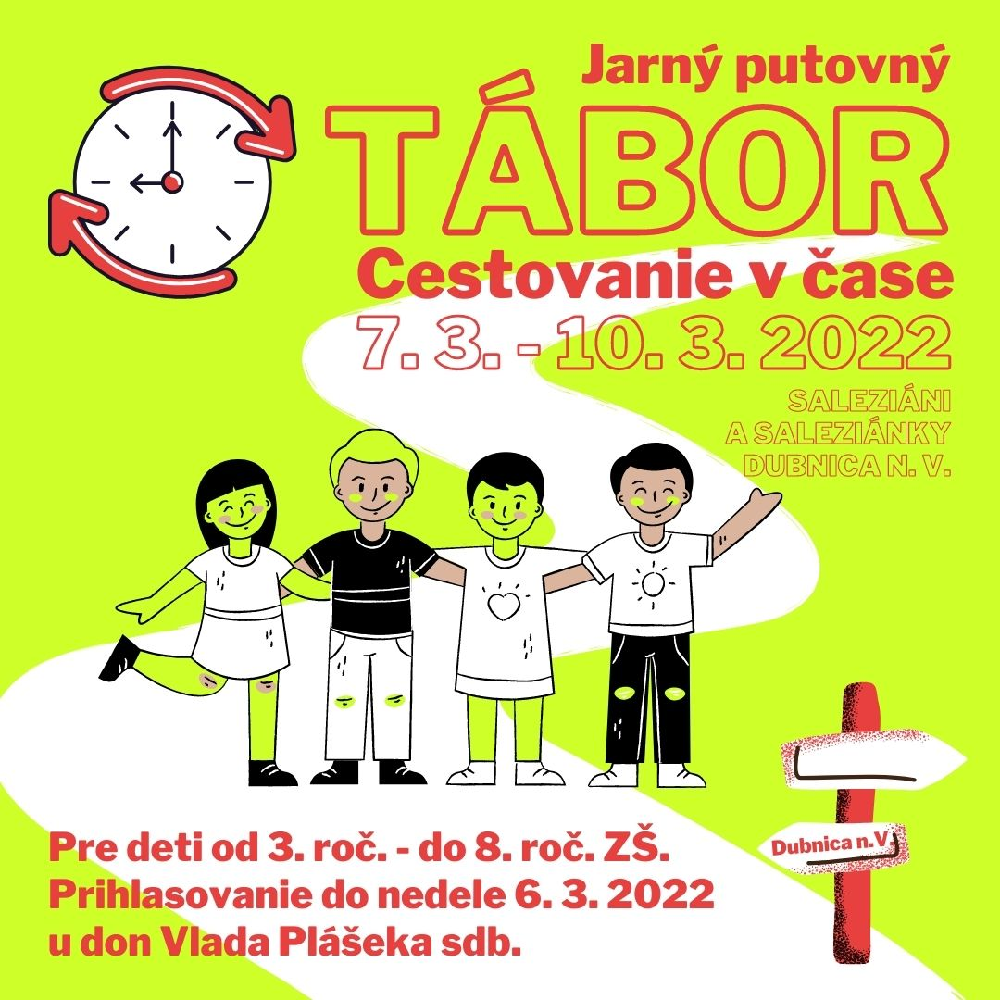 Jarný putovný
TÁBOR
Cestovanie v čase
7. 3. - 10. 3. 2022
SALEZIÁNI
A SALEZIÁNKY
DUBNICA N. V.
Dubnica n.V.
Pre deti od 3. roč. - do 8. roč. ZŠ.
Prihlasovanie do nedele 6. 3. 2022
u don Vlada Plášeka sdb.